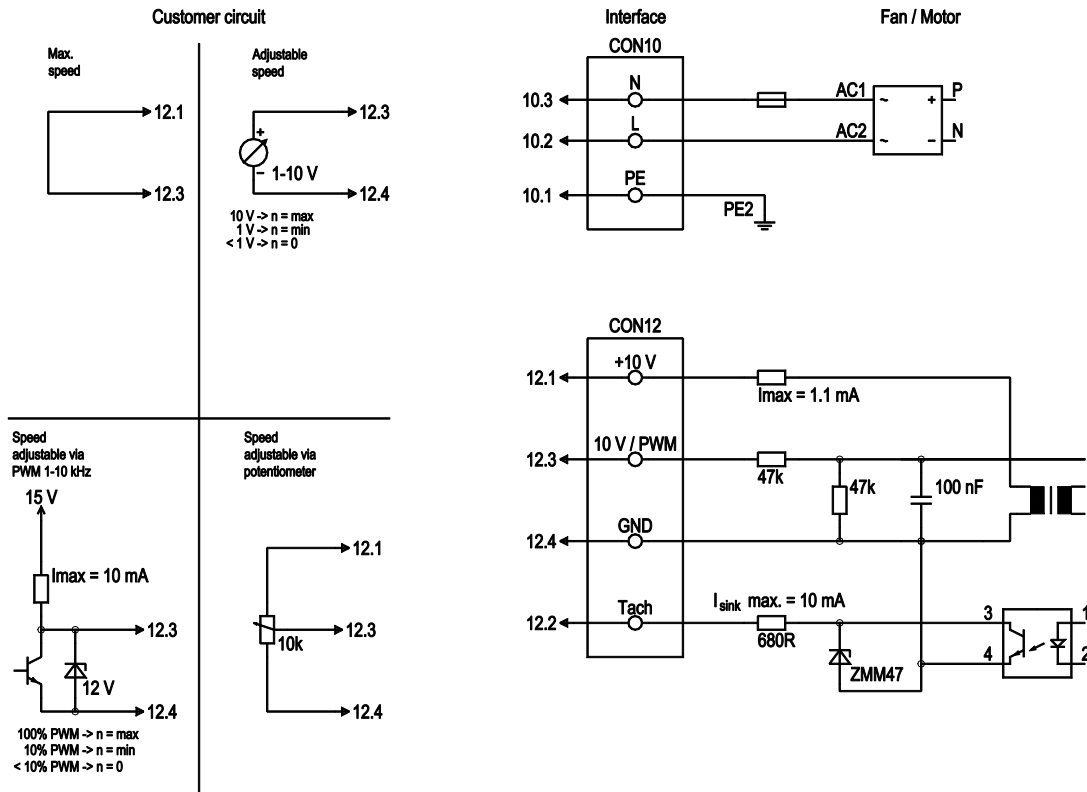 Customer circuit
Interface
Fan / Motor
Max.
speed
12.1
12.3
Adjustable
speed
12.3
+
−
1-10 V
12.4
10 V -> n = max
1 V -> n = min
< 1 V -> n = 0
CON10
N
10.3
L
10.2
PE
10.1
PE2
AC1
AC2
~
~
+
−
P
N
Speed
adjustable via
PWM 1-10 kHz
15 V
Imax = 10 mA
12.3
12 V
12.4
100% PWM -> n = max
10% PWM -> n = min
< 10% PWM -> n = 0
Speed
adjustable via
potentiometer
12.1
12.3
10k
12.4
CON12
+10 V
12.1
Imax = 1.1 mA
10 V / PWM
12.3
47k
47k
100 nF
GND
12.4
Tach
12.2
Isink max. = 10 mA
680R
ZMM47
3
4
1
2